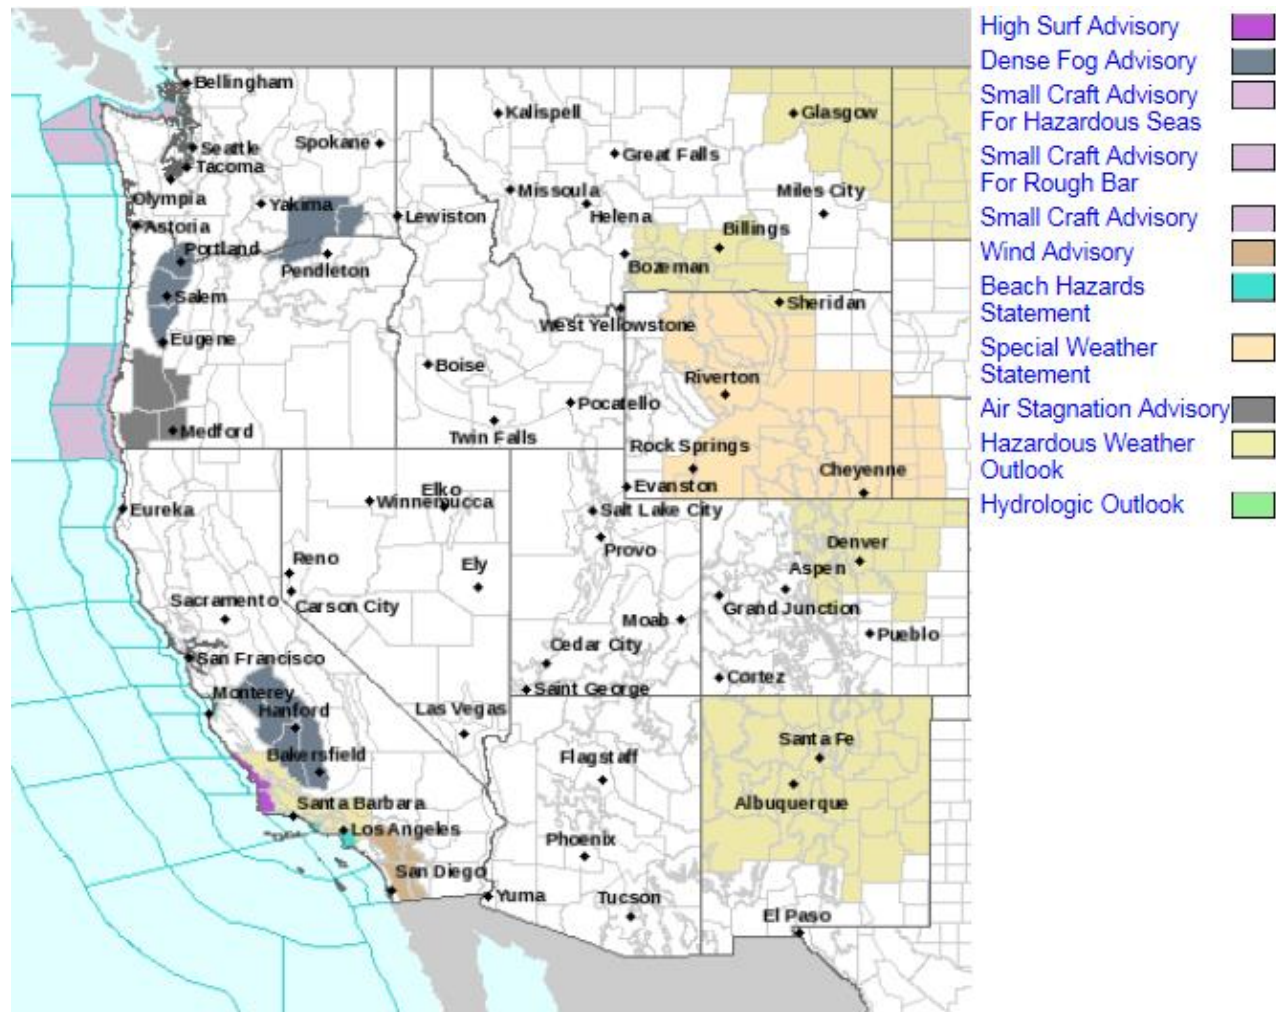 High Surf Advisory
Dense Fog Advisory
Small Craft Advisory
For Hazardous Seas
Small Craft Advisory
For Rough Bar
Small Craft Advisory
Wind Advisory
Beach Hazards
Statement
Special Weather
Statement
Air Stagnation Advisory
Hazardous Weather
Outlook
Hydrologic Outlook
Bellingham
Kalispell
Glasgow
Seattle
Spokane
Great Falls
Tacoma
Olympia
Yakima
Missoula
Miles City
Lewiston
Helena
Astoria
Billings
Portland
Pendleton
Bozeman
Salem
Sheridan
West Yellowstone
Eugene
Boise
Riverton
Pocatello
Medford
Twin Falls
Rock Springs
Cheyenne
Evanston
Elko
Winnemucca
Eureka
Salt Lake City
Provo
Denver
Reno
Ely
Aspen
Sacramento
Carson City
Grand Junction
Moab
Pueblo
Cedar City
San Francisco
Cortez
Saint George
Monterey
Hanford
Las Vegas
Santa Fe
Bakersfield
Flagstaff
Albuquerque
Santa Barbara
Los Angeles
Phoenix
San Diego
Yuma
Tucson
El Paso